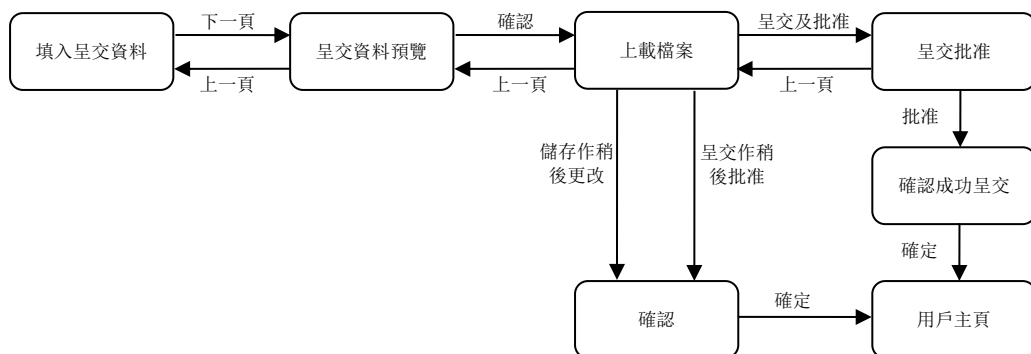 下一頁
確認
呈交及批准
填入呈交資料
呈交資料預覽
上載檔案
呈交批准
上一頁
上一頁
上一頁
批准
儲存作稍
後更改
呈交作稍
後批准
確認成功呈交
確定
確認
確定
用戶主頁